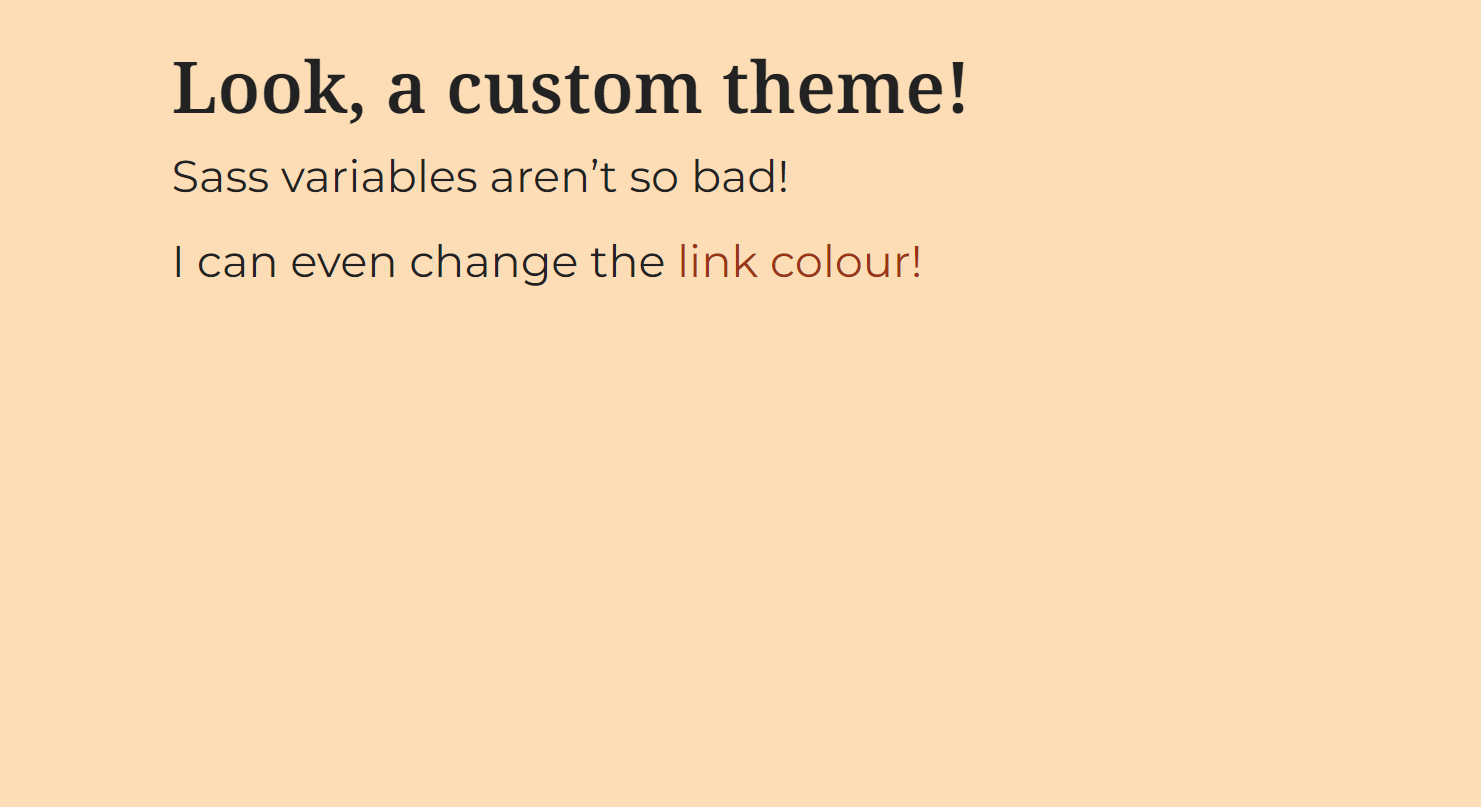 Look, a custom theme!
Sass variables aren’t so bad!
I can even change the link colour!